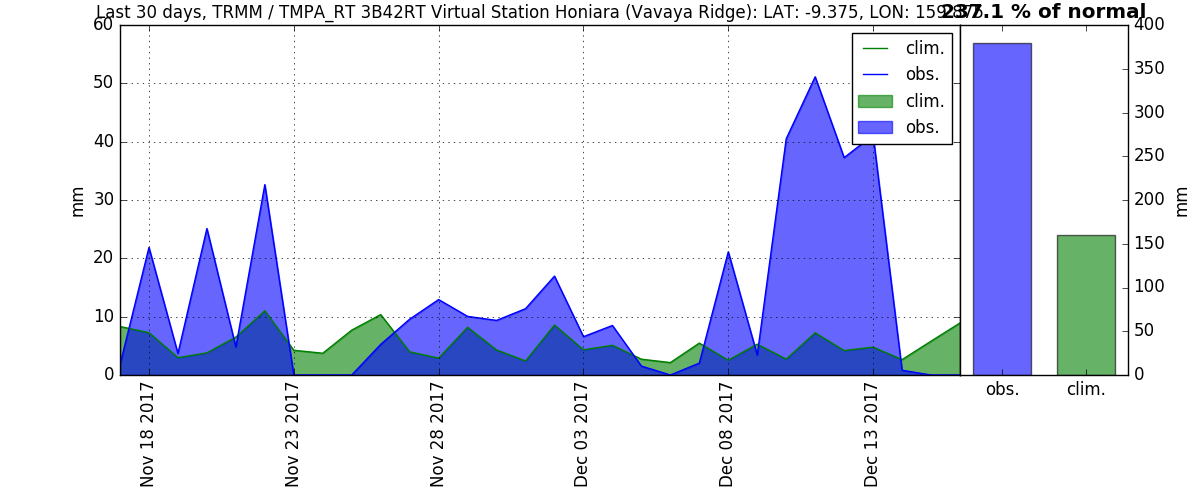 Last 30 days, TRMM / TMPA_RT 3B42RT Virtual Station Honiara (Vavaya Ridge): LAT: -9.375, LON:
237.1 % of normal
60
50
40
30
20
10
0
mm
clim.
obs.
clim.
obs.
Nov 18 2017
Nov 23 2017
Nov 28 2017
Dec 03 2017
Dec 08 2017
Dec 13 2017
400
350
300
250
200
150
100
50
0
mm
obs.
clim.